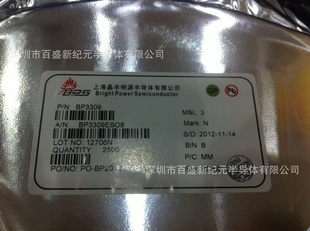 深圳市百盛新纪元半导体有限公司
BPS
上海晶丰明源半导体有限公司
Bright Power Semiconductor
P/N BP3309
MSL 3
A/N BP3309ESO8
Mark: N
LOT NO: 12706N
S/D 2012-11-14
QUANTITY: 2500
BIN B
PO/NO: PO-BP20
P/C: MM
深圳市百盛新纪元半导体有限公司